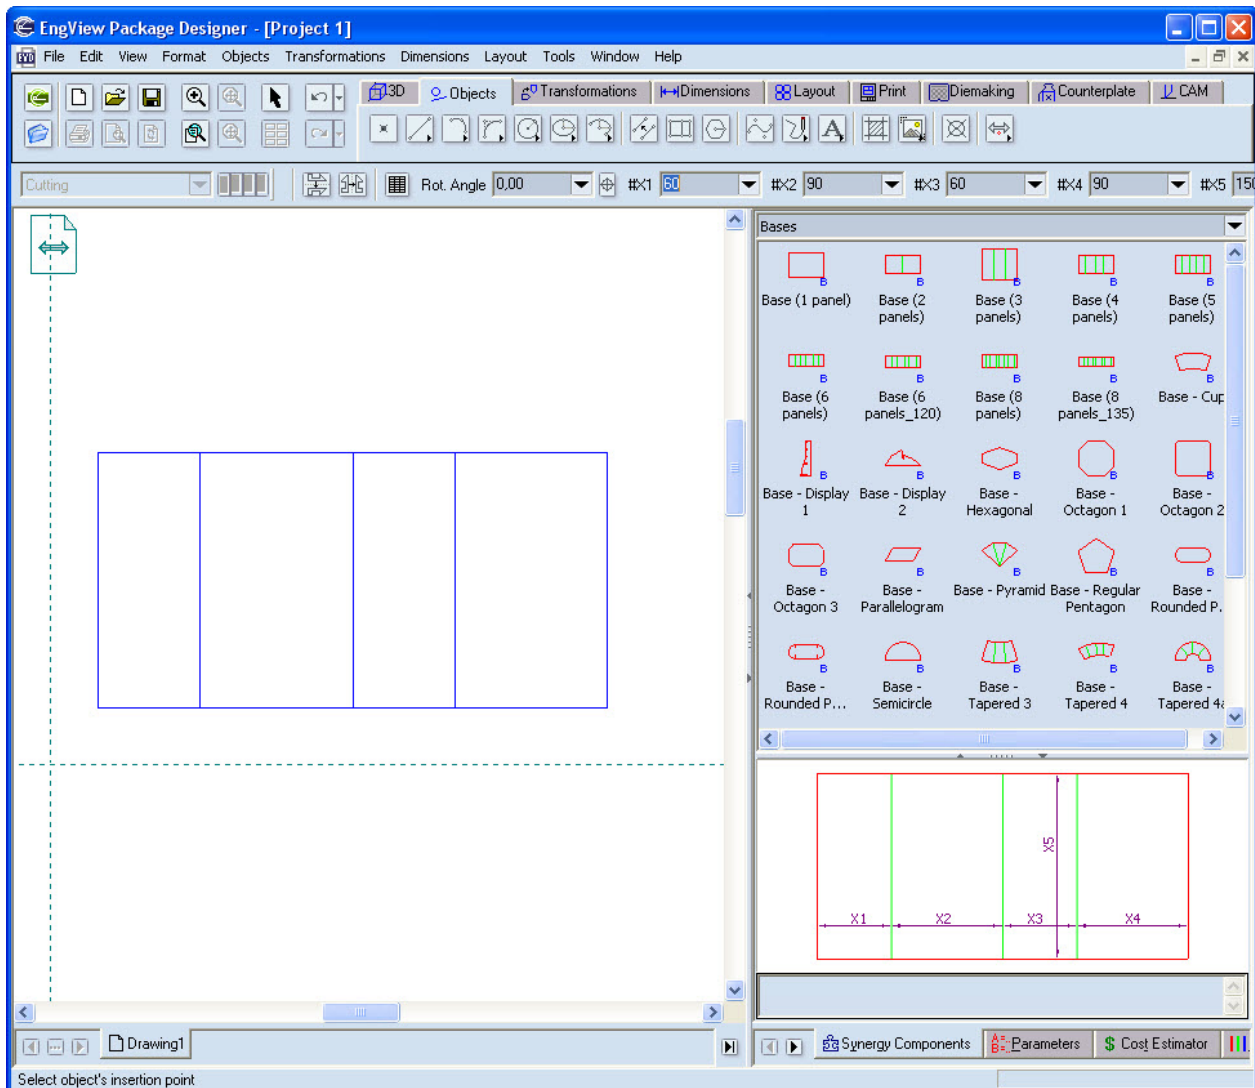 EngView Package Designer - [Project 1]
File Edit View Format Objects Transformations Dimensions Layout Tools Window Help
3D Objects Transformations Dimensions Layout Print Diemaking Counterplate CAM
Cutting Rot. Angle 0,00 #X1 60 #X2 90 #X3 60 #X4 90 #X5 150
Bases
Base (1 panel) Base (2 Base (3 Base (4 Base (5
panels) panels) panels) panels)
Base (6 Base (6 Base (8 Base (8 Base - Cup
panels) panels_120) panels) panels_135)
Base - Display Base - Display Base - Base - Base -
1 2 Hexagonal Octagon 1 Octagon 2
Base - Base - Base - Pyramid Base - Regular Base -
Octagon 3 Parallelogram Pentagon Rounded P...
Base - Base - Base - Base - Base -
Rounded P... Semicircle Tapered 3 Tapered 4 Tapered 4a
X5
X1 X2 X3 X4
Drawing1
Synergy Components Parameters Cost Estimator
Select object's insertion point